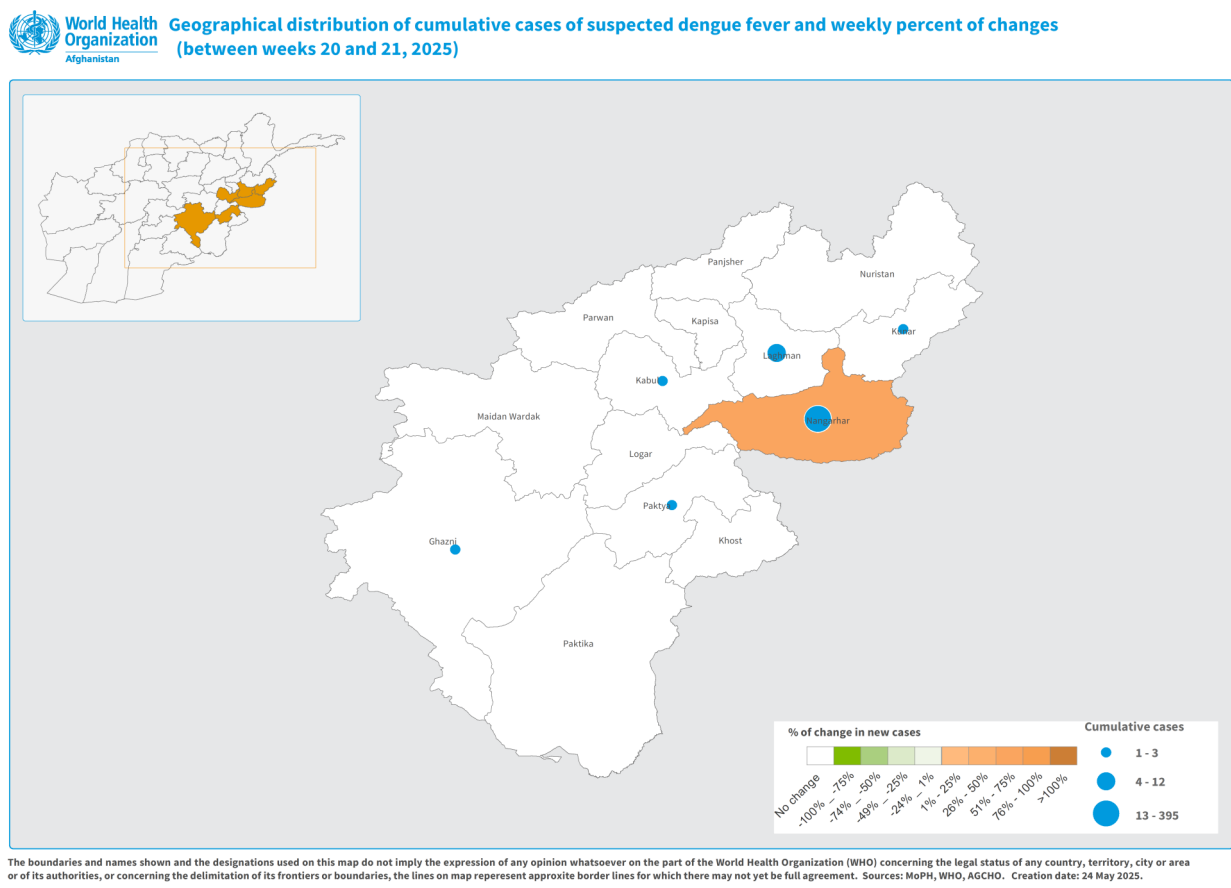 World Health
Organization
Afghanistan
Geographical distribution of cumulative cases of suspected dengue fever and weekly percent of changes
(between weeks 20 and 21, 2025)
Panjsher
Nuristan
Parwan
Kapisa
Kunar
Laghman
Kabul
Maidan Wardak
Nangarhar
Logar
Paktya
Khost
Ghazni
Paktika
% of change in new cases
No change
-100% – -75%
-74% – -50%
-49% – -25%
-24% – 1%
1% - 25%
26% - 50%
51% - 75%
76% - 100%
>100%
Cumulative cases
1 - 3
4 - 12
13 - 395
The boundaries and names shown and the designations used on this map do not imply the expression of any opinion whatsoever on the part of the World Health Organization (WHO) concerning the legal status of any country, territory, city or area
or of its authorities, or concerning the delimitation of its frontiers or boundaries, the lines on map reperesent approxite border lines for which there may not yet be full agreement. Sources: MoPH, WHO, AGCHO. Creation date: 24 May 2025.